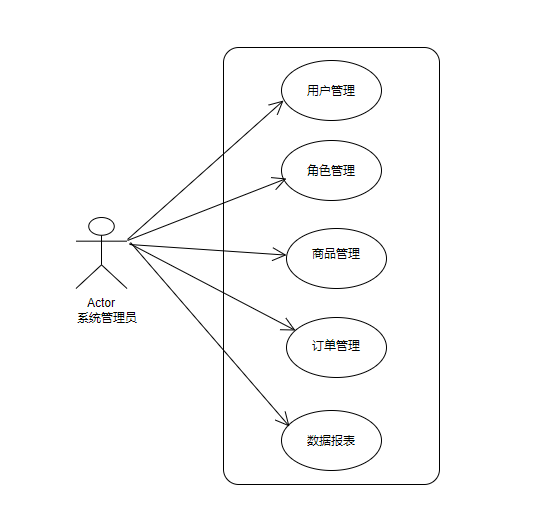 用户管理
角色管理
商品管理
订单管理
数据报表
Actor
系统管理员